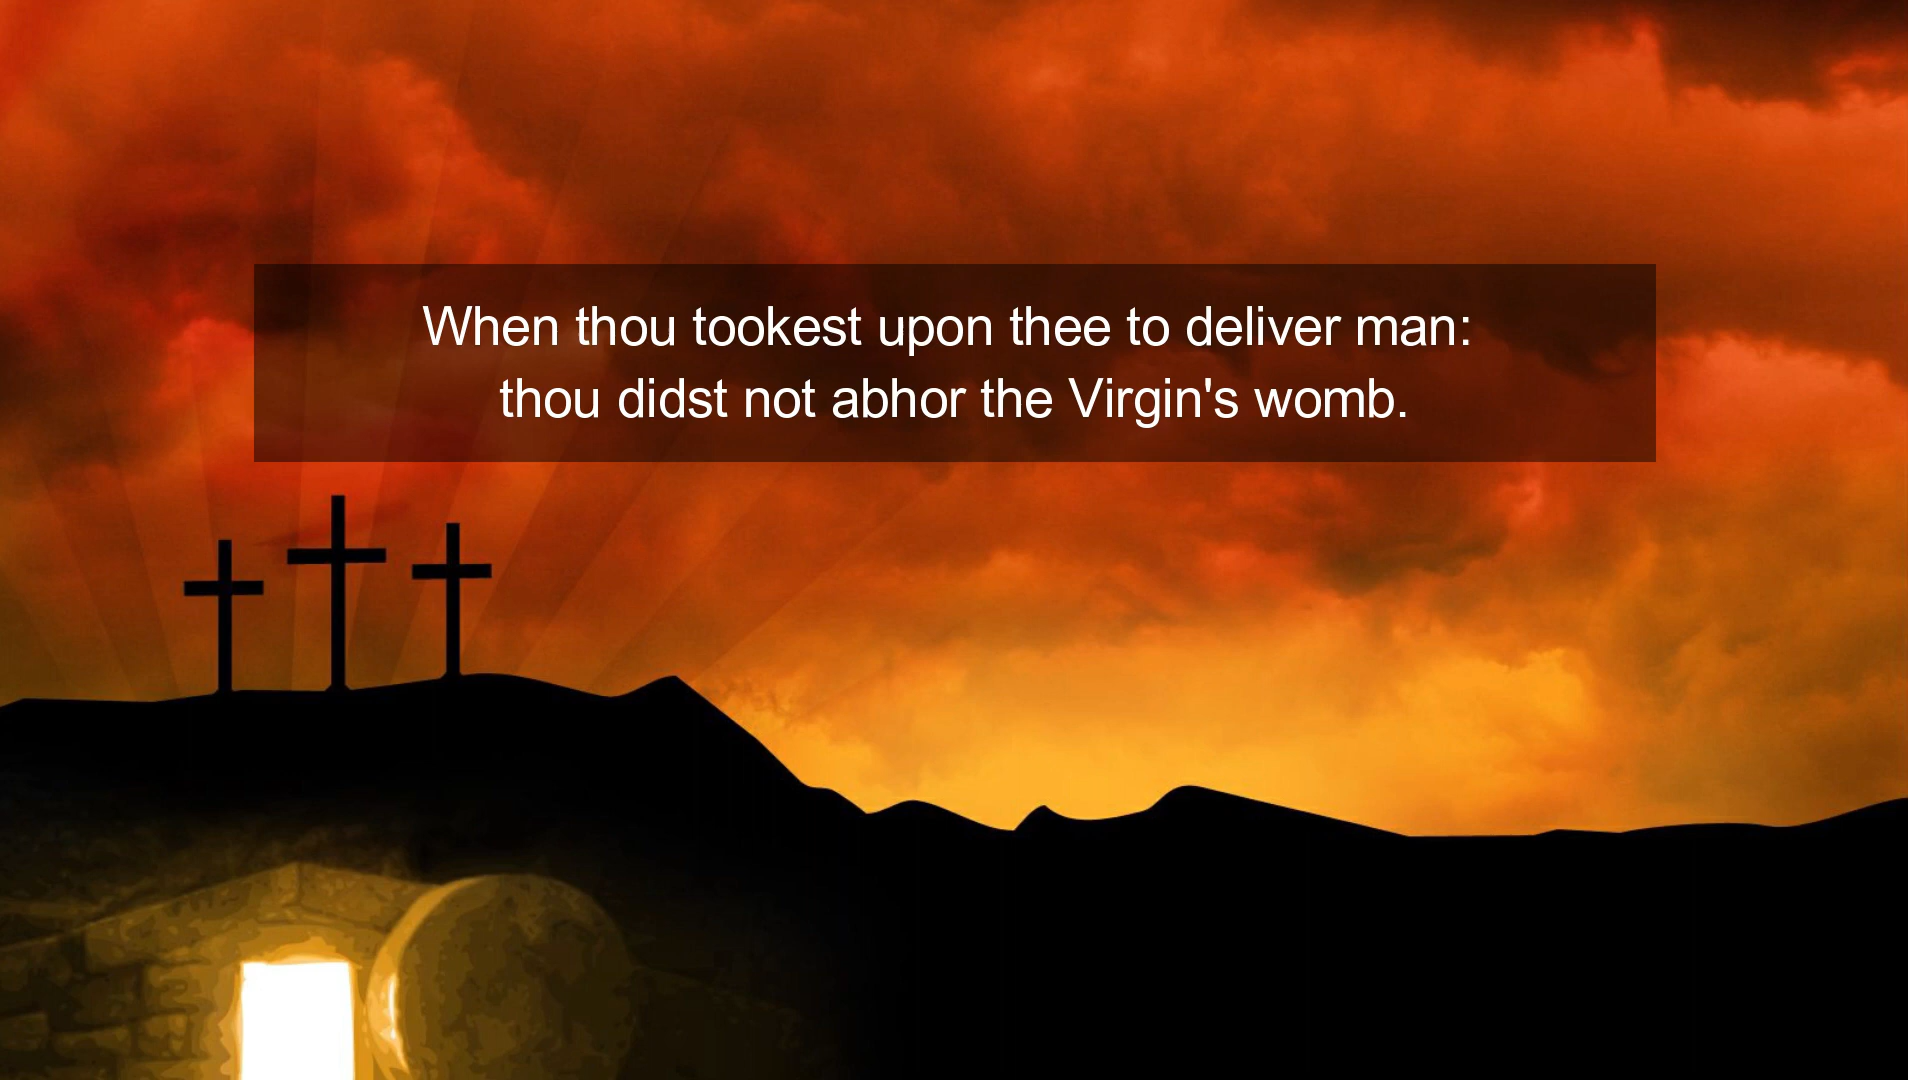 When thou tookest upon thee to deliver man:
thou didst not abhor the Virgin's womb.